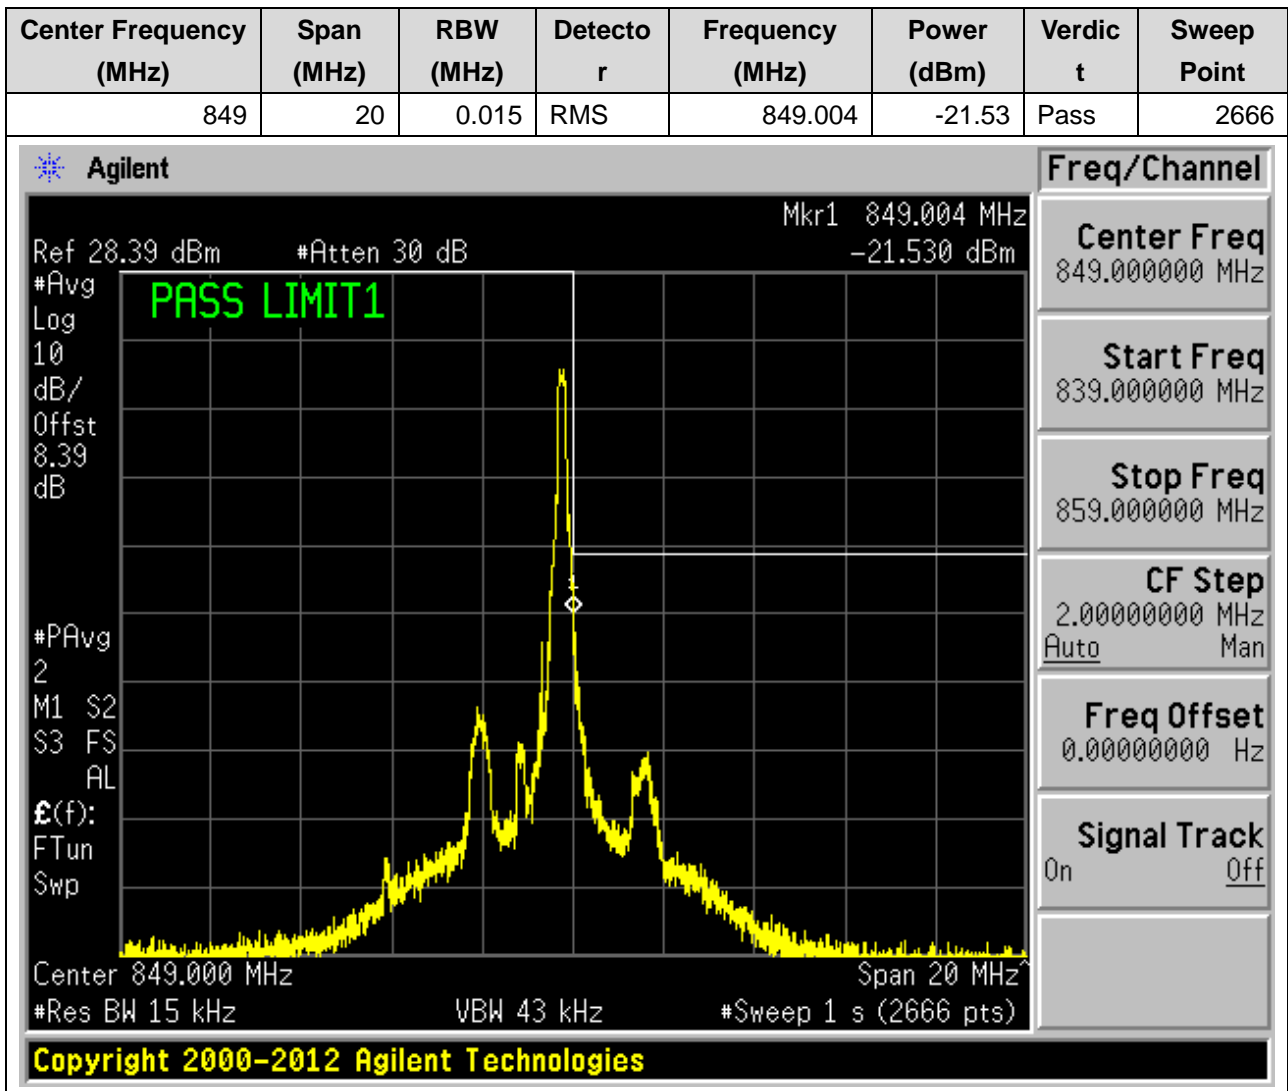 Center Frequency (MHz) Span (MHz) RBW (MHz) Detecto r Frequency (MHz) Power (dBm) Verdic t Sweep Point
849 20 0.015 RMS 849.004 -21.53 Pass 2666
Agilent
Freq/Channel
Mkr1 849.004 MHz
Ref 28.39 dBm #Atten 30 dB -21.530 dBm
#Avg
Log
10
dB/
Offst
8.39
dB
PASS LIMIT1
1
#PAvg
2
M1 S2
S3 FS
AL
£(f):
FTun
Swp
Center 849.000 MHz Span 20 MHz^
#Res BW 15 kHz VBW 43 kHz #Sweep 1 s (2666 pts)
Center Freq
849.000000 MHz
Start Freq
839.000000 MHz
Stop Freq
859.000000 MHz
CF Step
2.00000000 MHz
Auto Man
Freq Offset
0.00000000 Hz
Signal Track
On Off
Copyright 2000-2012 Agilent Technologies